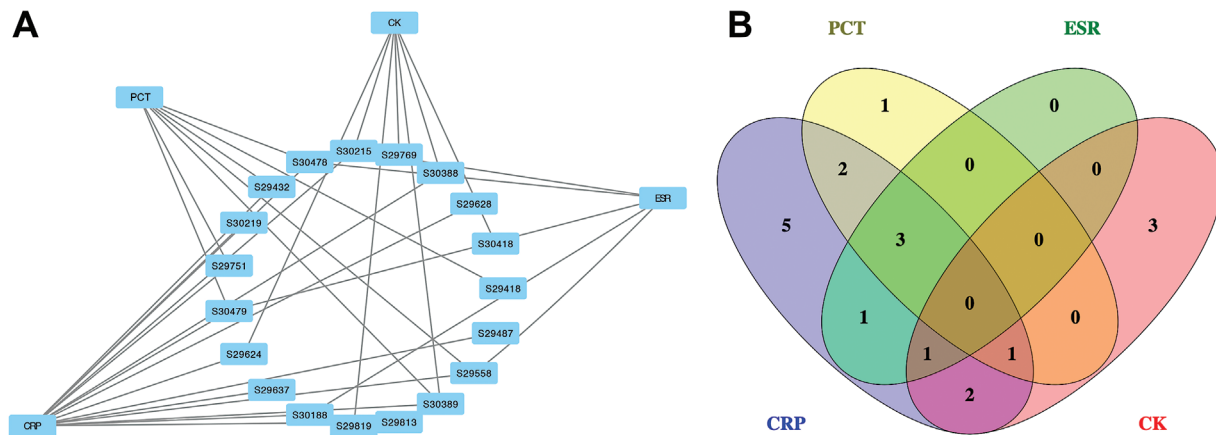 A
CK
PCT
S30215
S29769
S30478
S30388
S29432
ESR
S29628
S30219
S30418
S29751
S29418
S30479
S29487
S29624
S29558
S29637
S30389
S30188
CRP
S29819
S29813
B
PCT
ESR
1
0
2
0
0
5
3
0
3
0
1
0
1
1
2
CRP
CK